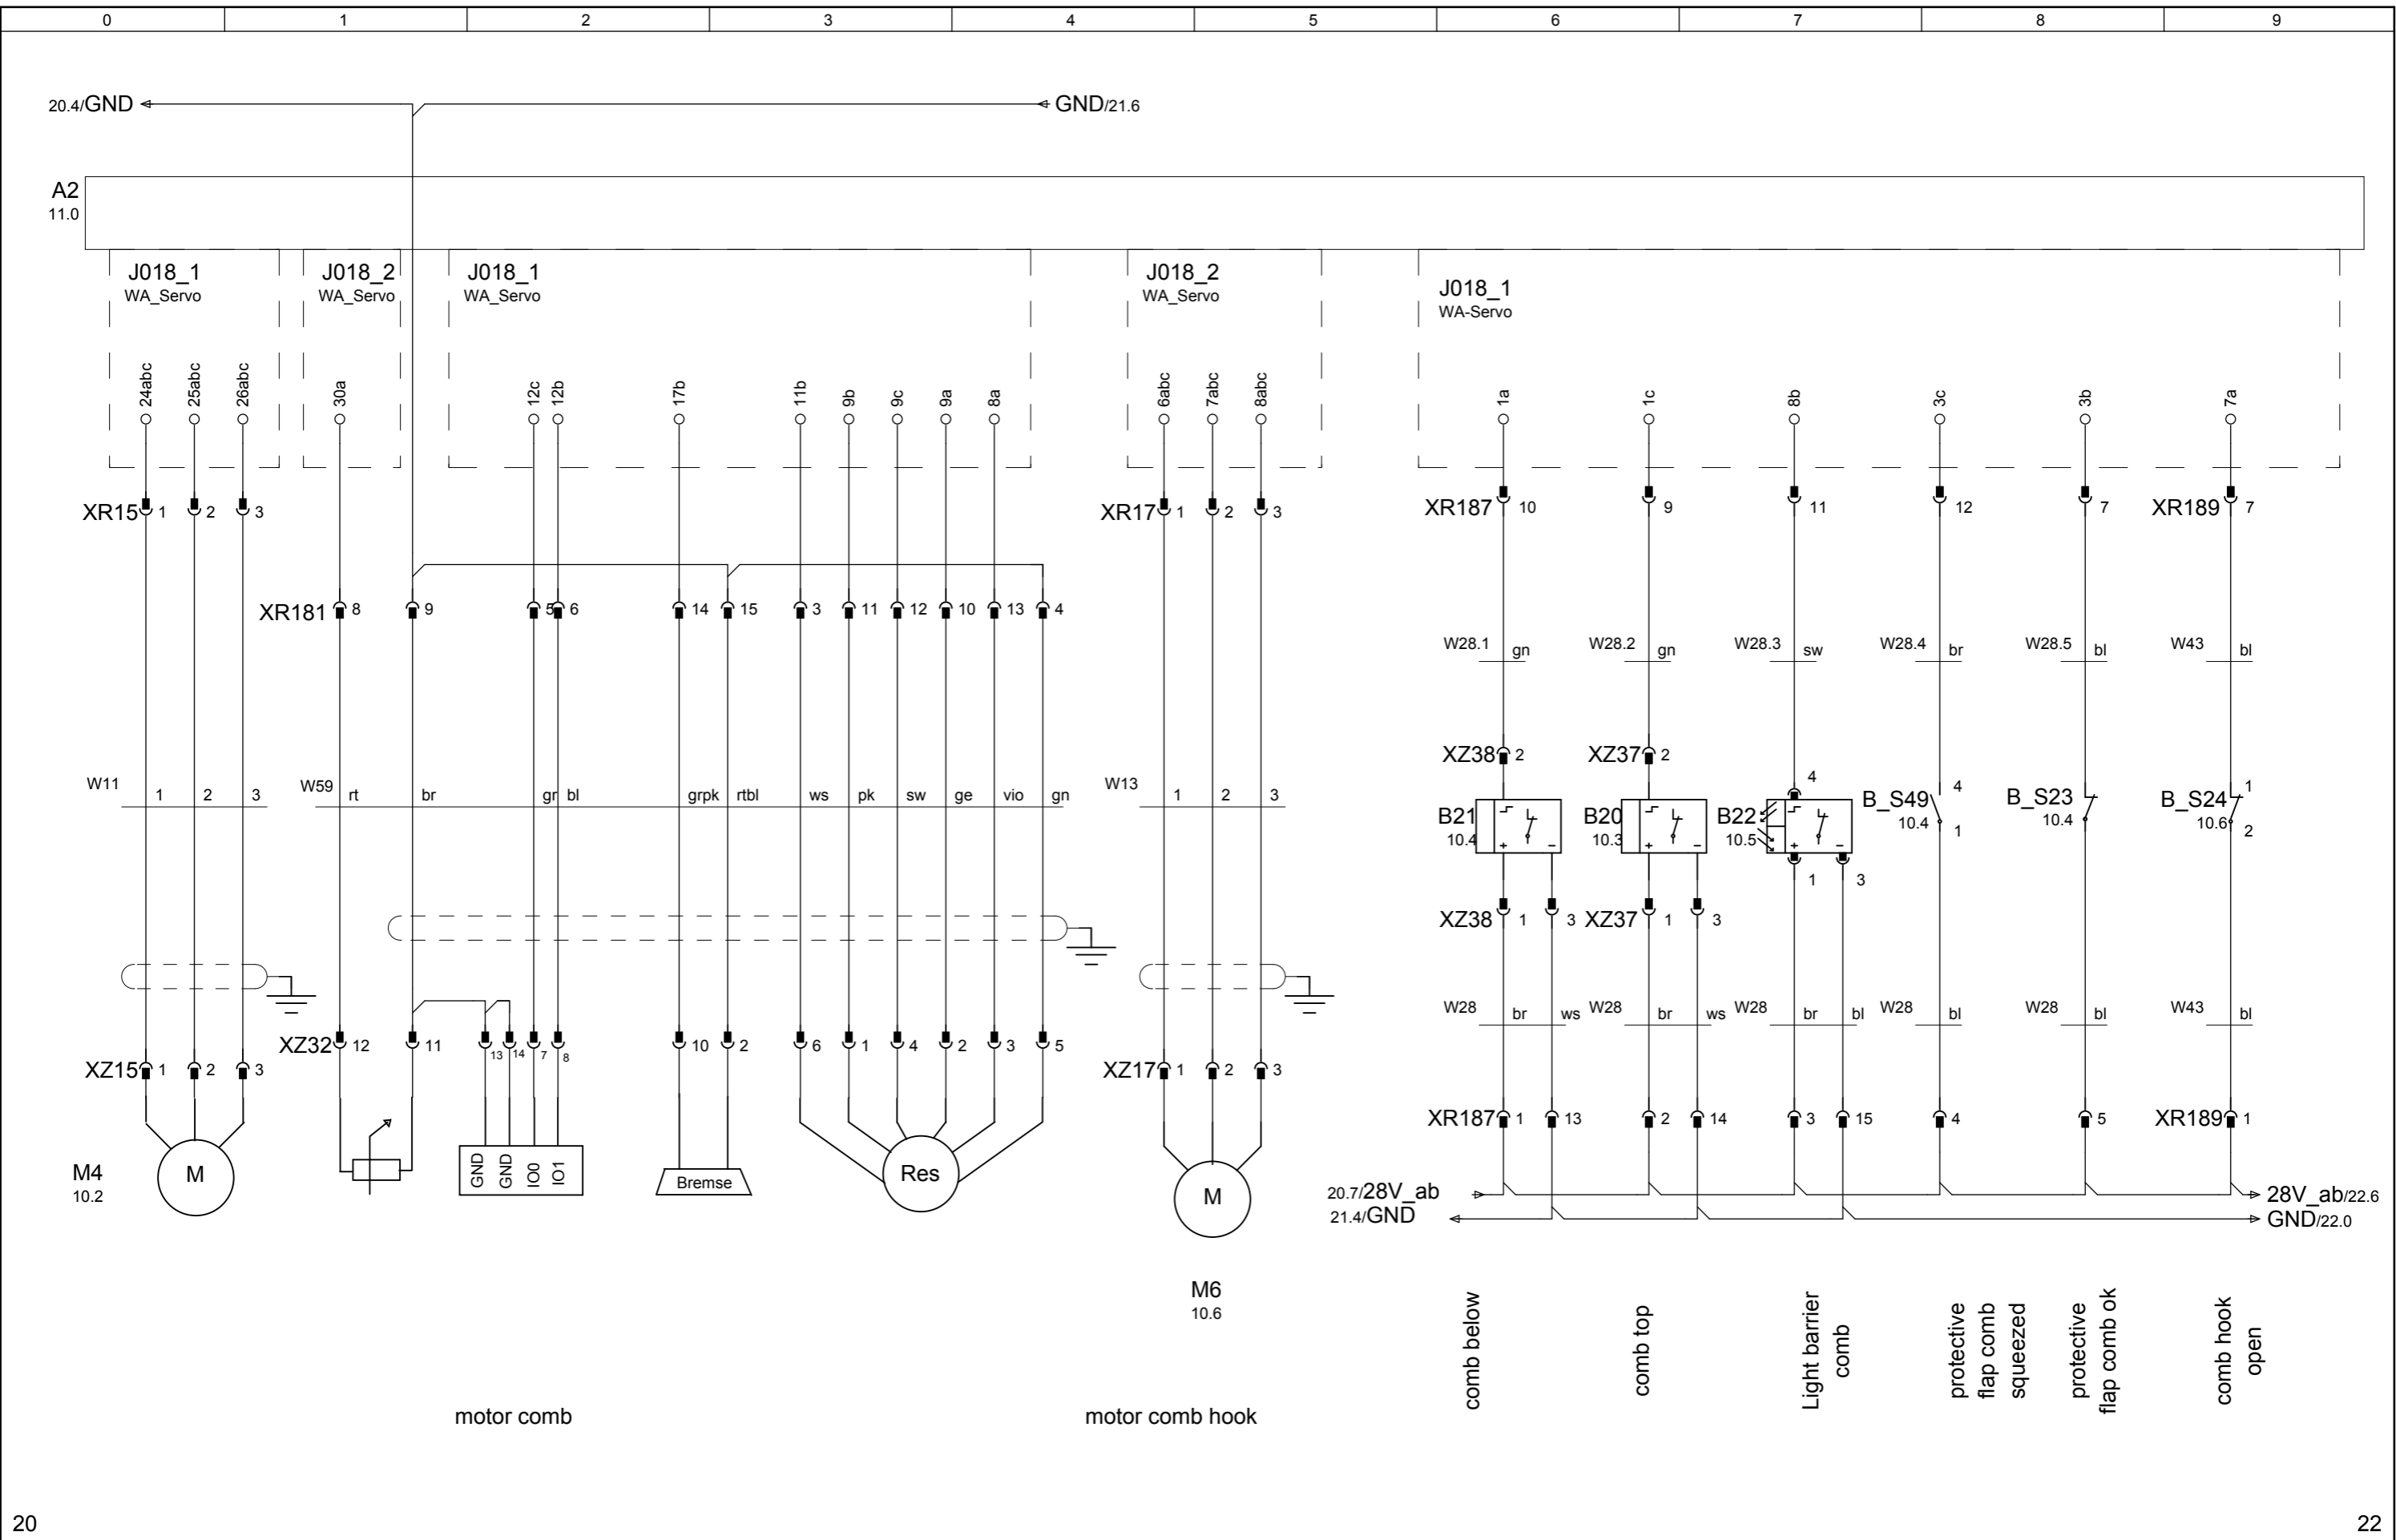 0 1 2 3 4 5 6 7 8 9
20.4/GND GND/21.6
A2
11.0
J018_1 J018_2 J018_1 J018_2 J018_1
WA_Servo WA_Servo WA_Servo WA_Servo WA-Servo
24abc 25abc 26abc 30a 12c 12b 17b 11b 9b 9c 9a 8a 6abc 7abc 8abc 1a 1c 8b 3c 3b 7a
XR15 1 2 3 XR17 1 2 3 XR187 10 9 11 12 7 XR189 7
XR181 8 9 5 6 14 15 3 11 12 10 13 4
W28.1 gn W28.2 gn W28.3 sw W28.4 br W28.5 bl W43 bl
XZ38 2 XZ37 2
W11 1 2 3 W59 rt br gr bl grpk rtbl ws pk sw ge vio gn W13 1 2 3
4 4 1
B21 B20 B22 B_S49 B_S23 B_S24
10.4 10.3 10.5 10.4 10.4 10.6
+ − + − + − 1 2
1 3
XZ38 1 3 XZ37 1 3
W28 br ws W28 br ws W28 br bl W28 bl W28 bl W43 bl
XZ32 12 11 13 14 7 8 10 2 6 1 4 2 3 5
XZ15 1 2 3 XZ17 1 2 3
XR187 1 13 2 14 3 15 4 5 XR189 1
M4
10.2
M
GND GND IO0 IO1
Bremse
Res
M
M6
10.6
20.7/28V_ab 28V_ab/22.6
21.4/GND GND/22.0
comb below
comb top
Light barrier
comb
protective
flap comb
squeezed
protective
flap comb ok
comb hook
open
motor comb
motor comb hook
20 22